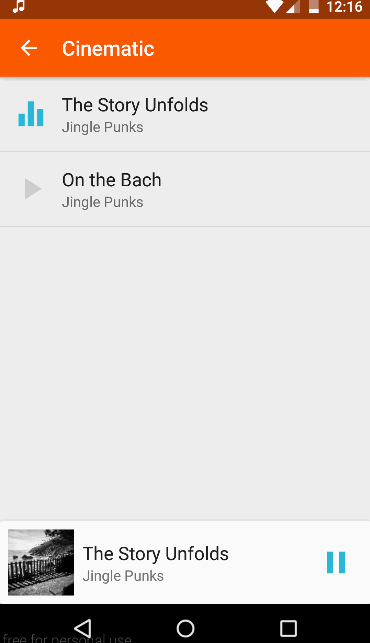 12:16
Cinematic
The Story Unfolds
Jingle Punks
On the Bach
Jingle Punks
The Story Unfolds
Jingle Punks
free for personal use